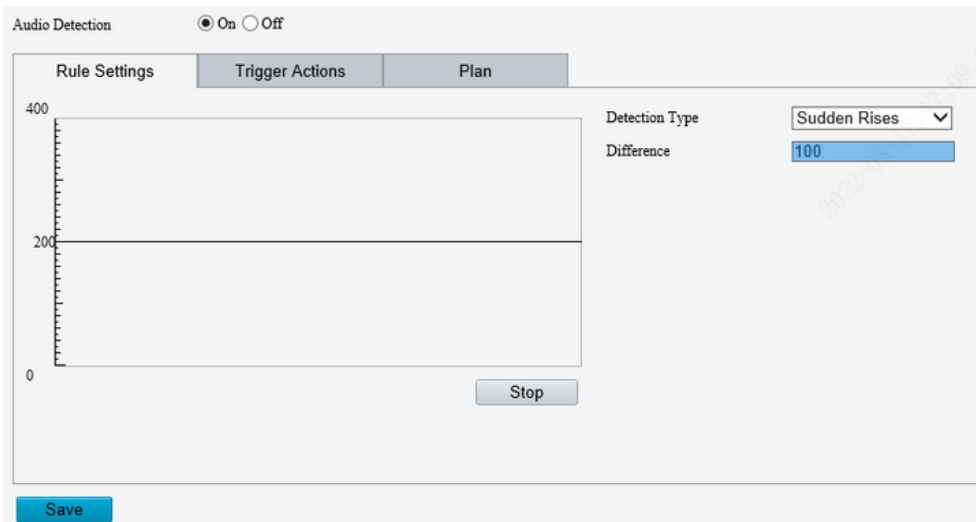 Audio Detection On Off
Rule Settings Trigger Actions Plan
400
Detection Type Sudden Rises
Difference 100
200
0
Stop
Save